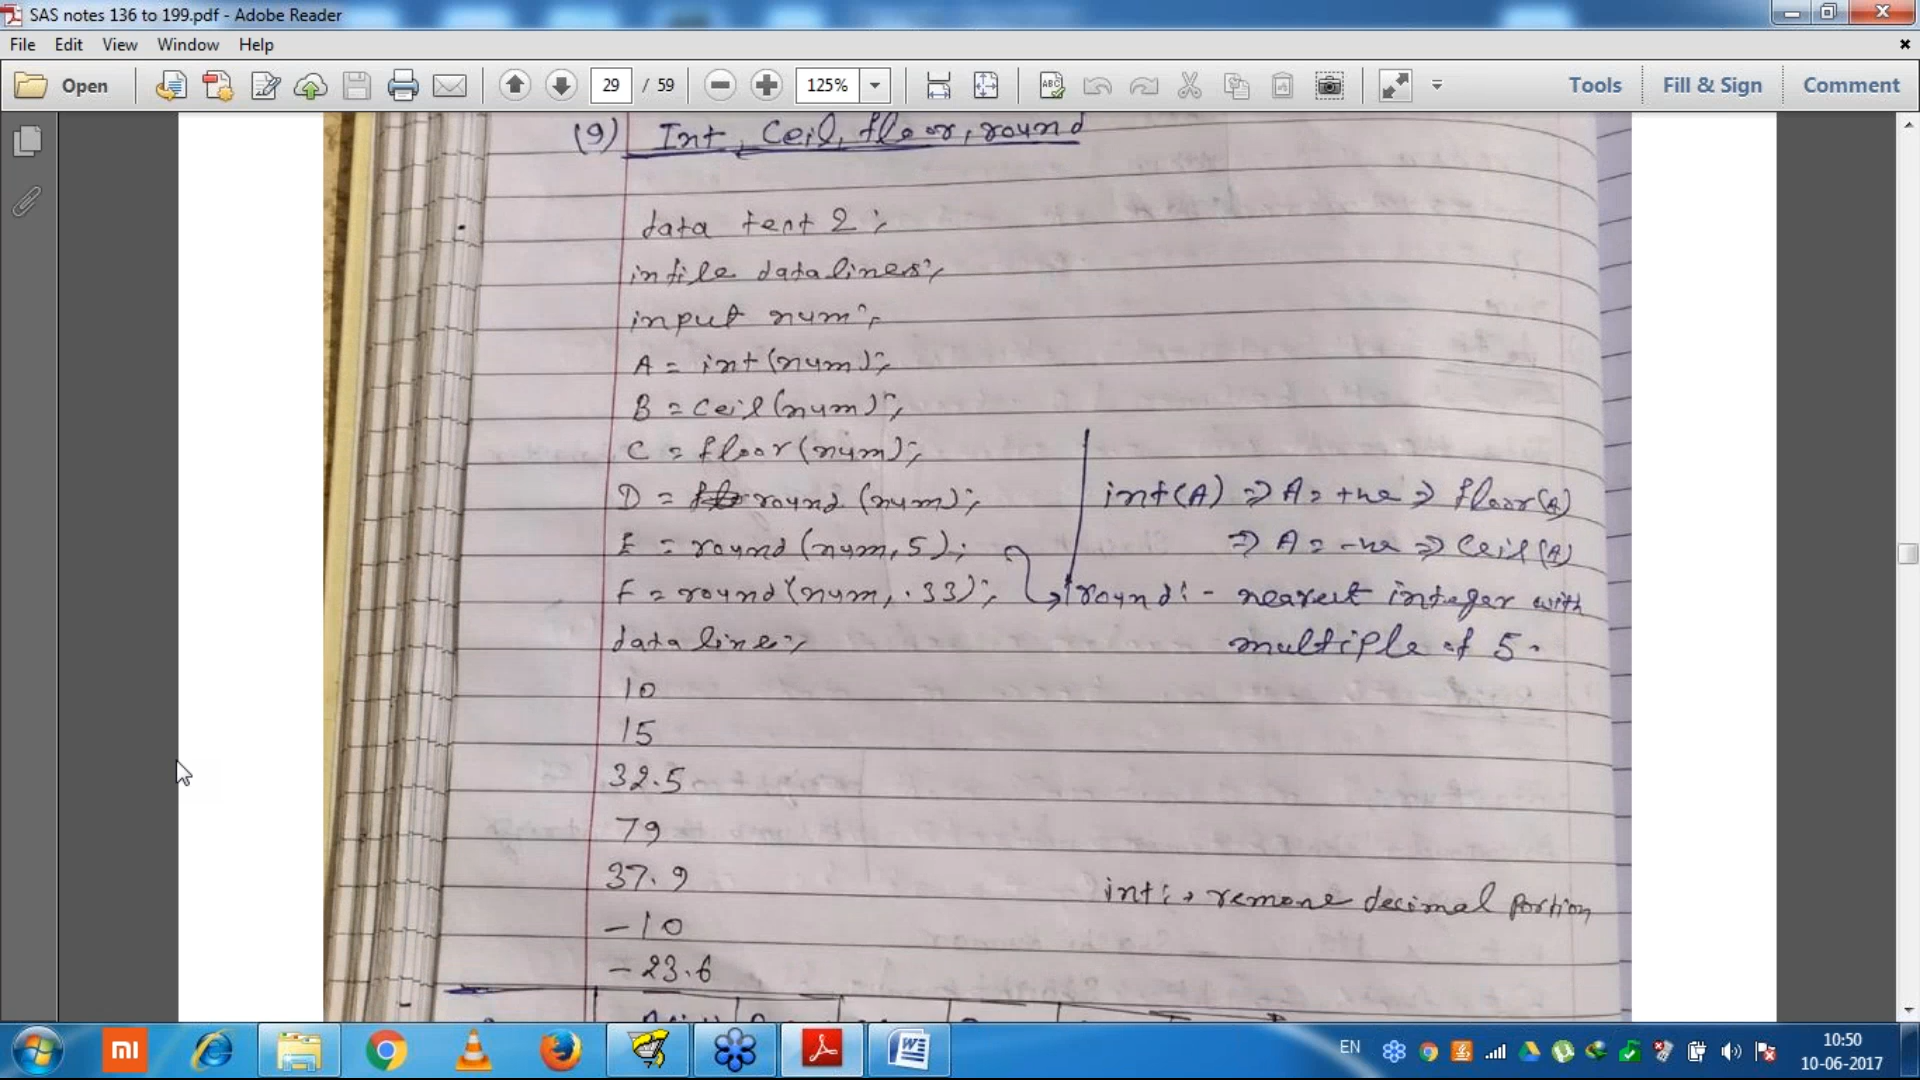 SAS notes 136 to 199.pdf - Adobe Reader
File Edit View Window Help
Open 29 / 59 125% Tools Fill & Sign Comment
(9) Int, Ceil, floor, round
data test 2;
infile datalines;
input num;
A = int(num);
B = Ceil(num);
C = floor(num);
D = round (num);
E = round (num, 5);
F = round (num, .33);
dataline;
int(A) ⇒ A = +ve ⇒ floor(A)
⇒ A = -ve ⇒ Ceil(A)
round :- nearest integer with
multiple of 5.
10
15
32.5
79
37.9
-10
-23.6
int: → remove decimal portion
EN
10:50
10-06-2017